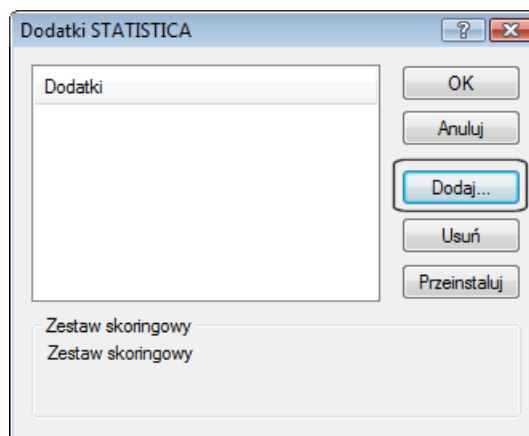 Dodatki STATISTICA
?
Dodatki
OK
Anuluj
Dodaj...
Usuń
Przeinstaluj
Zestaw skoringowy
Zestaw skoringowy